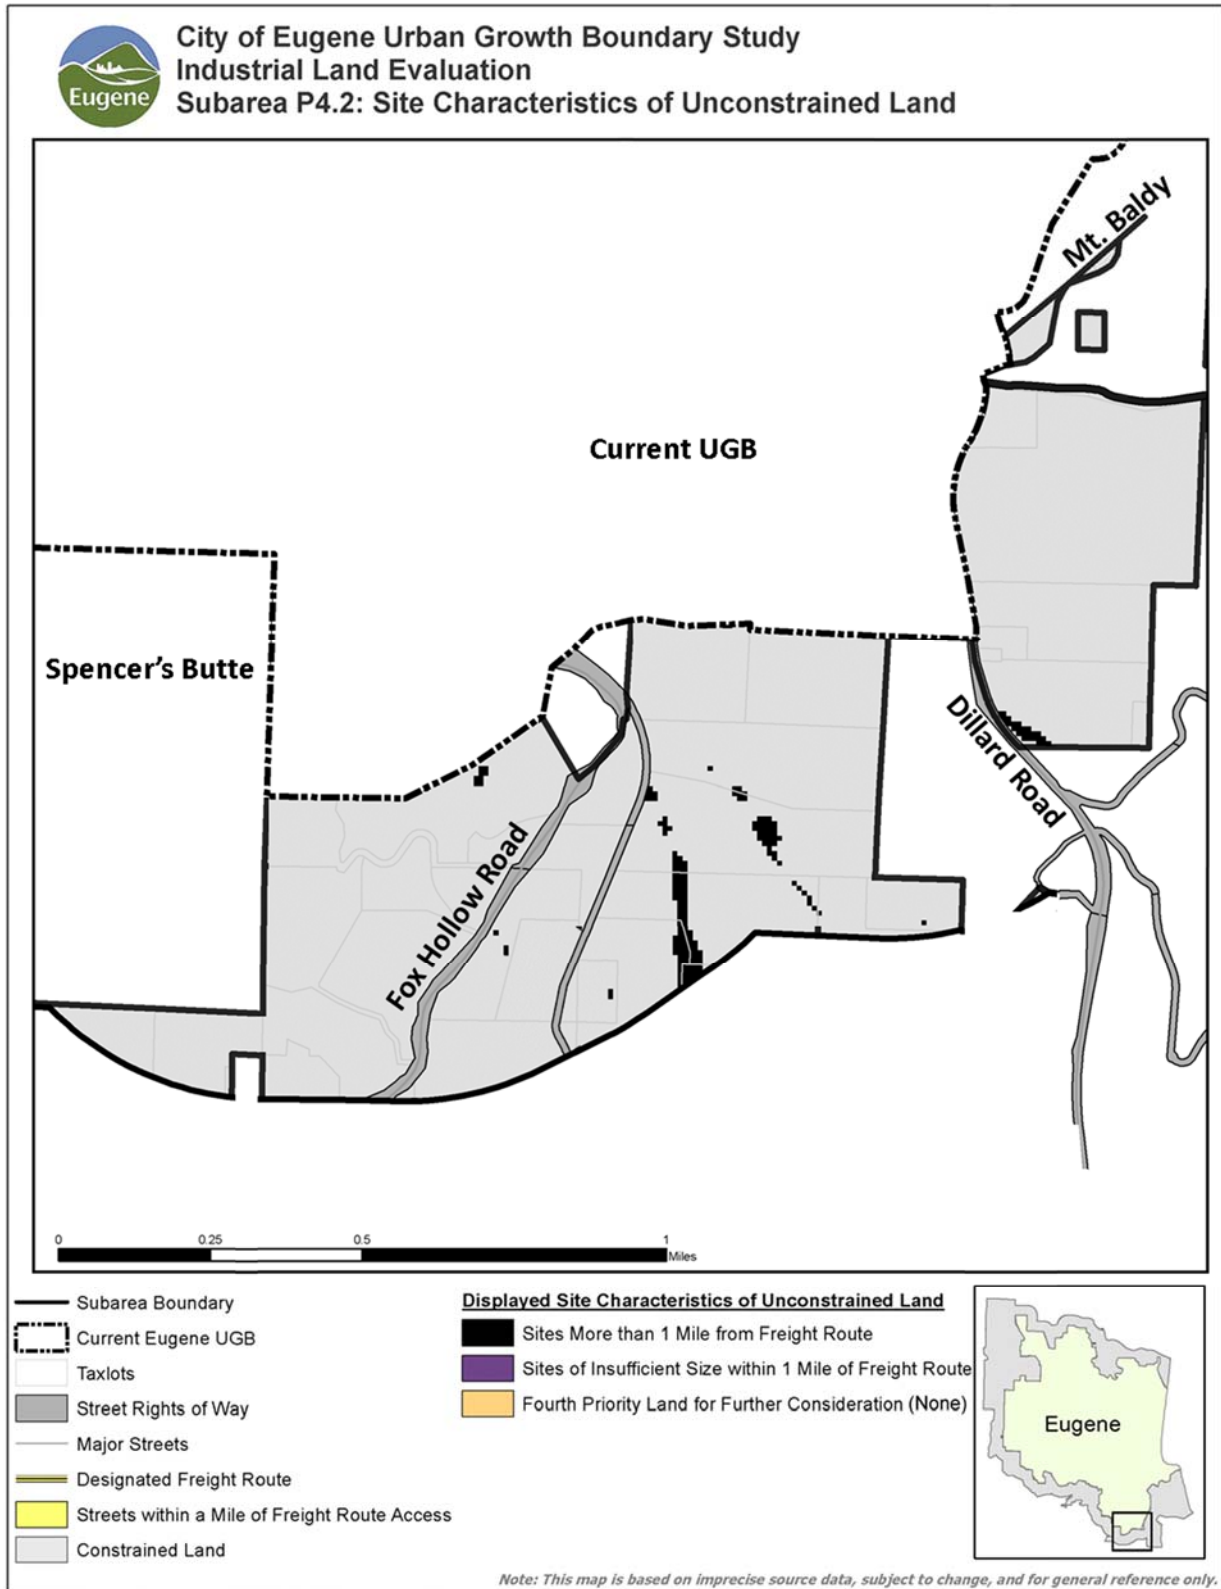 City of Eugene Urban Growth Boundary Study
Industrial Land Evaluation
Subarea P4.2: Site Characteristics of Unconstrained Land
Eugene
Mt. Baldy
Current UGB
Spencer's Butte
Dillard Road
Fox Hollow Road
0 0.25 0.5 1
Miles
Subarea Boundary
Current Eugene UGB
Taxlots
Street Rights of Way
Major Streets
Designated Freight Route
Streets within a Mile of Freight Route Access
Constrained Land
Displayed Site Characteristics of Unconstrained Land
Sites More than 1 Mile from Freight Route
Sites of Insufficient Size within 1 Mile of Freight Route
Fourth Priority Land for Further Consideration (None)
Eugene
Note: This map is based on imprecise source data, subject to change, and for general reference only.